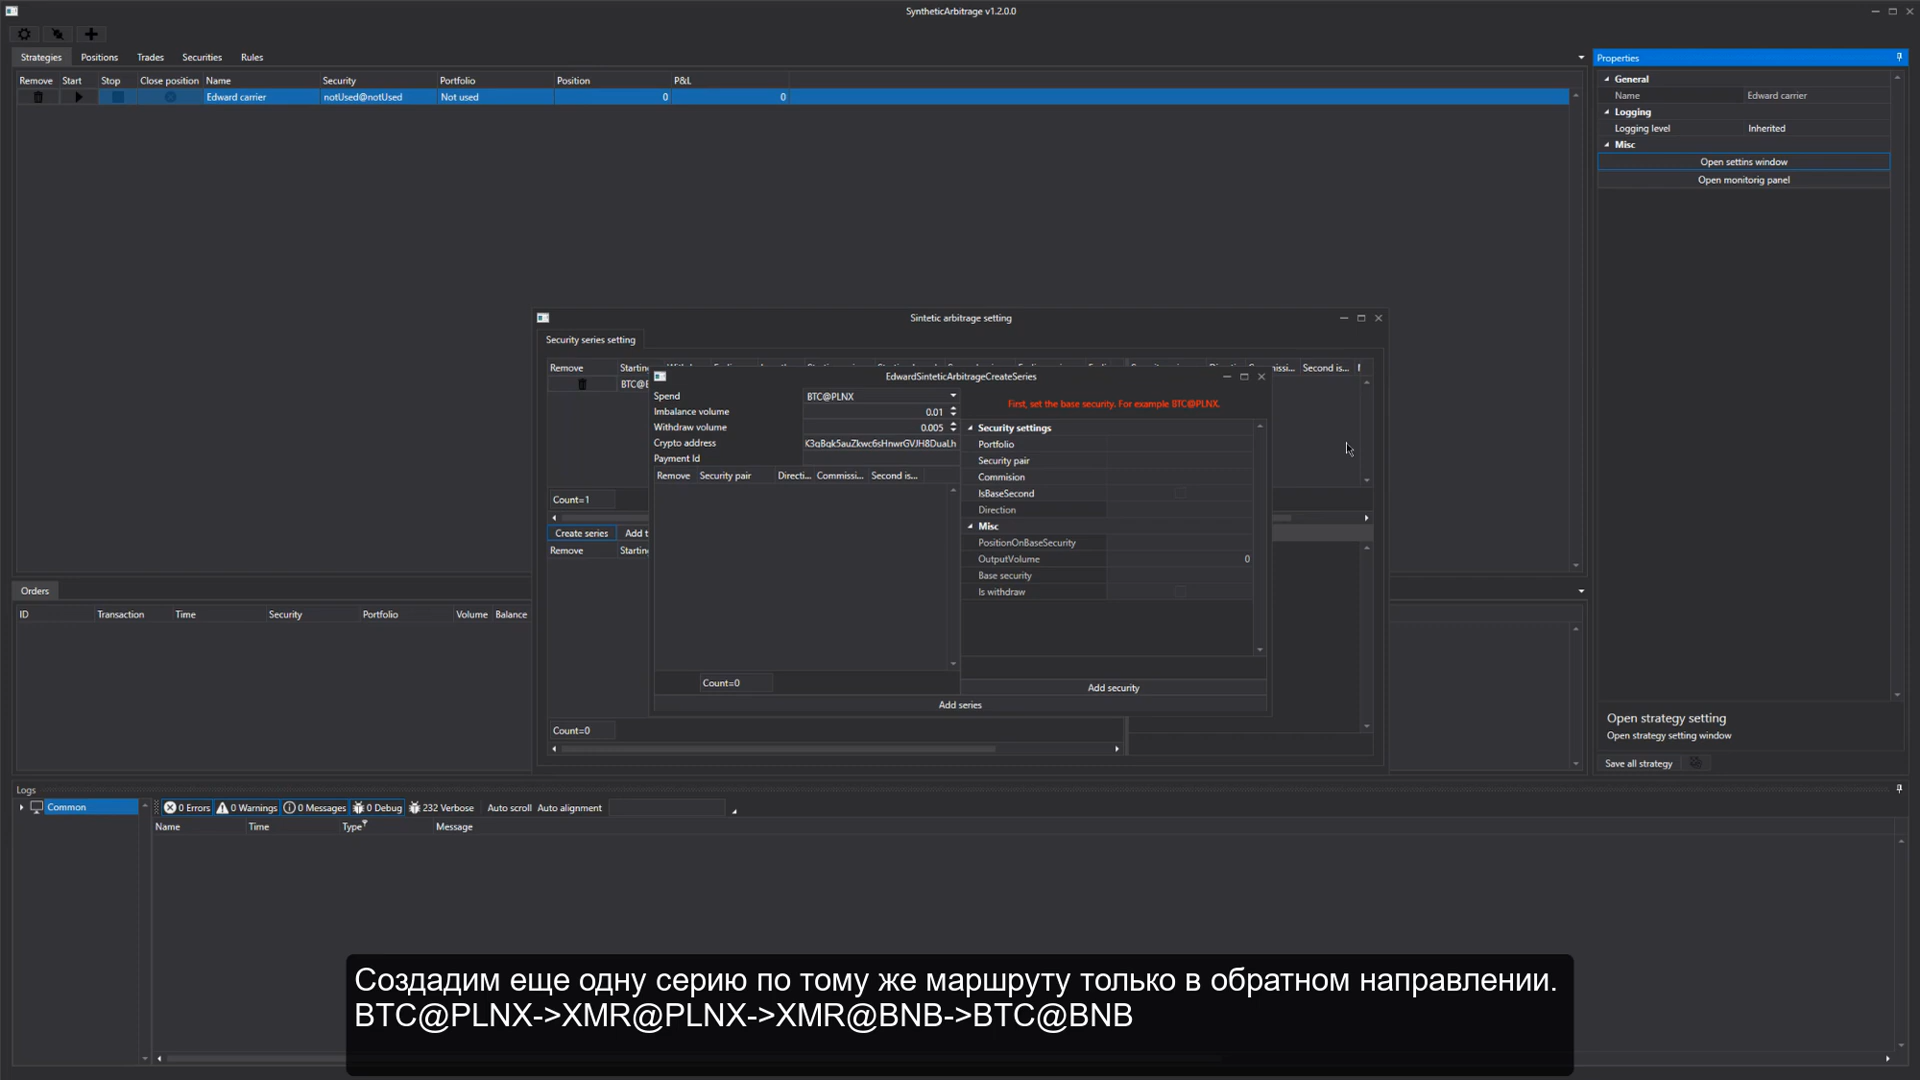 SyntheticArbitrage v1.2.0.0
Strategies Positions Trades Securities Rules
Remove Start Stop Close position Name Security Portfolio Position P&L
Edward carrier notUsed@notUsed Not used 0 0
Properties
General
Name Edward carrier
Logging
Logging level Inherited
Misc
Open settins window
Open monitorig panel
Sintetic arbitrage setting
Security series setting
Remove
BTC@
Second is...
Count=1
Create series Add
Remove
Count=0
EdwardSinteticArbitrageCreateSeries
Spend BTC@PLNX
Imbalance volume 0.01
Withdraw volume 0.005
Crypto address
Payment Id
Remove Security pair Directi... Commissi... Second is...
Count=0
First, set the base security. For example BTC@PLNX.
Security settings
Portfolio
Security pair
Commision
IsBaseSecond
Direction
Misc
PositionOnBaseSecurity
OutputVolume 0
Base security
Is withdraw
Add security
Add series
Orders
ID Transaction Time Security Portfolio Volume Balance
Open strategy setting
Open strategy setting window
Save all strategy
Logs
Common
0 Errors 0 Warnings 0 Messages 0 Debug 232 Verbose Auto scroll Auto alignment
Name Time Type Message
Создадим еще одну серию по тому же маршруту только в обратном направлении.
BTC@PLNX->XMR@PLNX->XMR@BNB->BTC@BNB